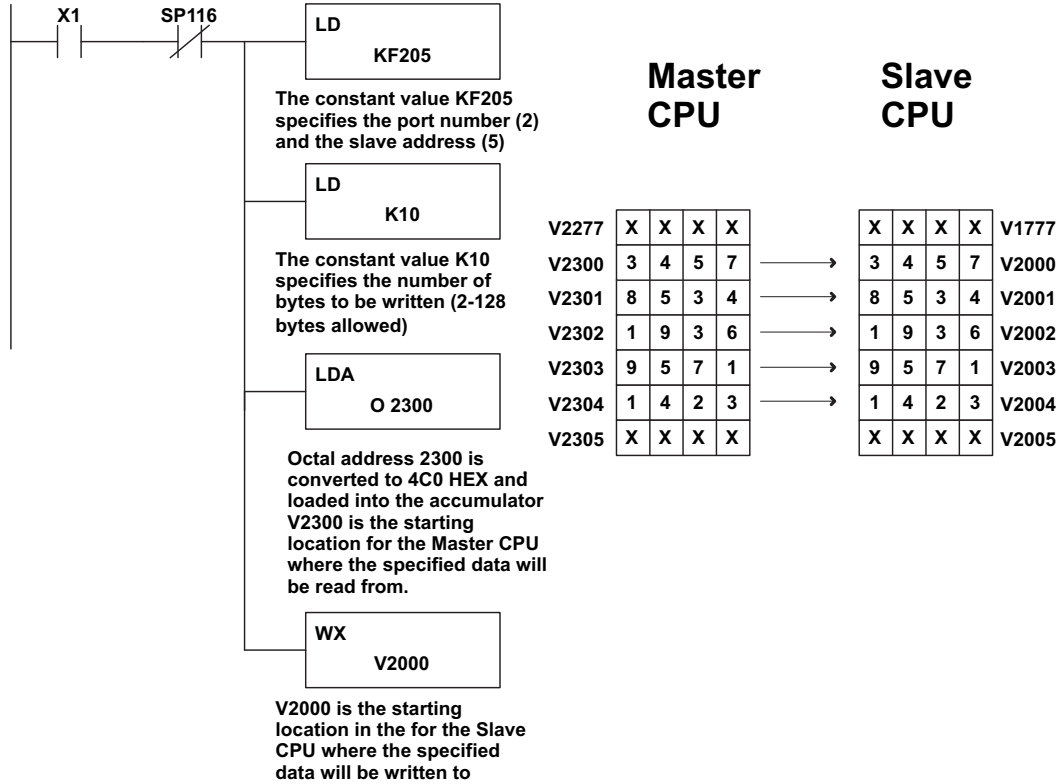 X1 SP116
LD
KF205
The constant value KF205
specifies the port number (2)
and the slave address (5)
LD
K10
The constant value K10
specifies the number of
bytes to be written (2-128
bytes allowed)
LDA
O 2300
Octal address 2300 is
converted to 4C0 HEX and
loaded into the accumulator
V2300 is the starting
location for the Master CPU
where the specified data will
be read from.
WX
V2000
V2000 is the starting
location in the for the Slave
CPU where the specified
data will be written to
Master
CPU
Slave
CPU
V2277 X X X X X X X X V1777
V2300 3 4 5 7 3 4 5 7 V2000
V2301 8 5 3 4 8 5 3 4 V2001
V2302 1 9 3 6 1 9 3 6 V2002
V2303 9 5 7 1 9 5 7 1 V2003
V2304 1 4 2 3 1 4 2 3 V2004
V2305 X X X X X X X X V2005